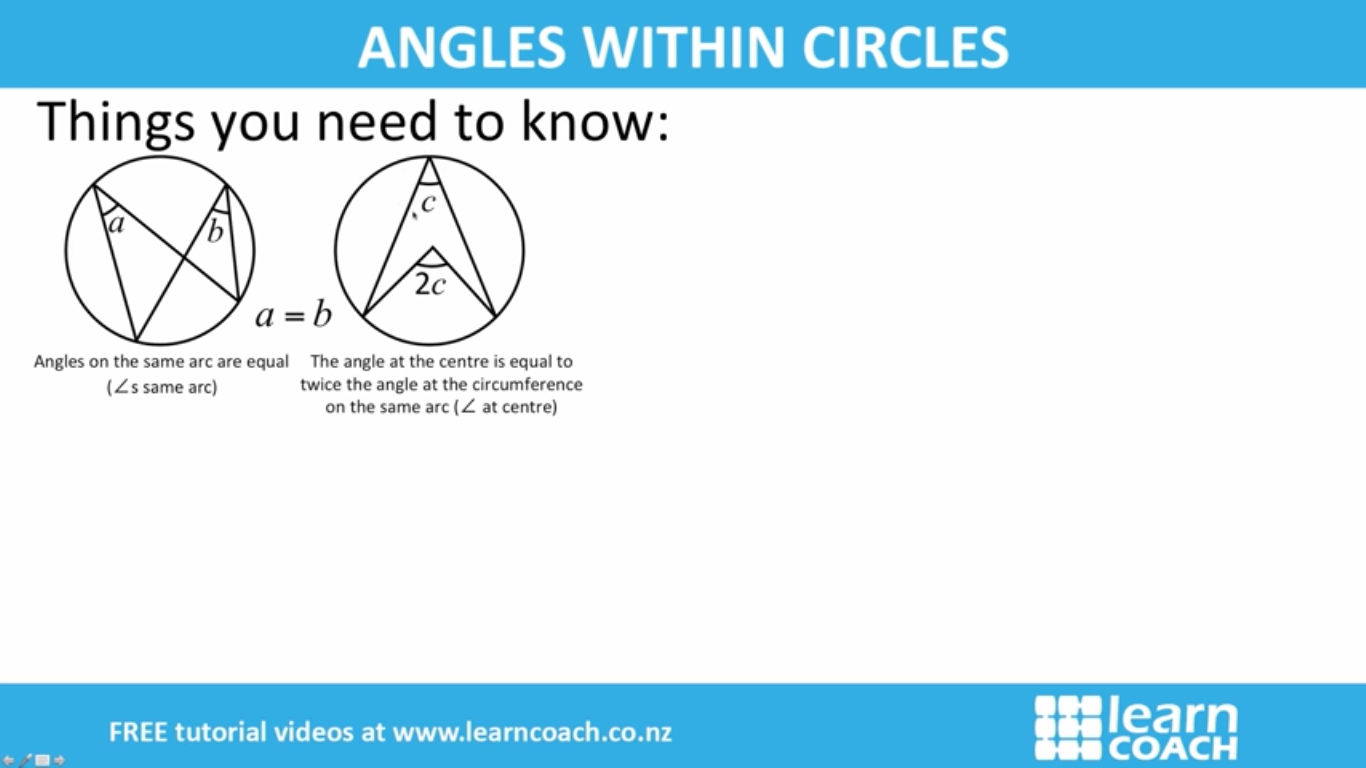 ANGLES WITHIN CIRCLES
Things you need to know:
a
b
a = b
c
2c
Angles on the same arc are equal
(∠s same arc)
The angle at the centre is equal to
twice the angle at the circumference
on the same arc (∠ at centre)
FREE tutorial videos at www.learncoach.co.nz
learn
COACH